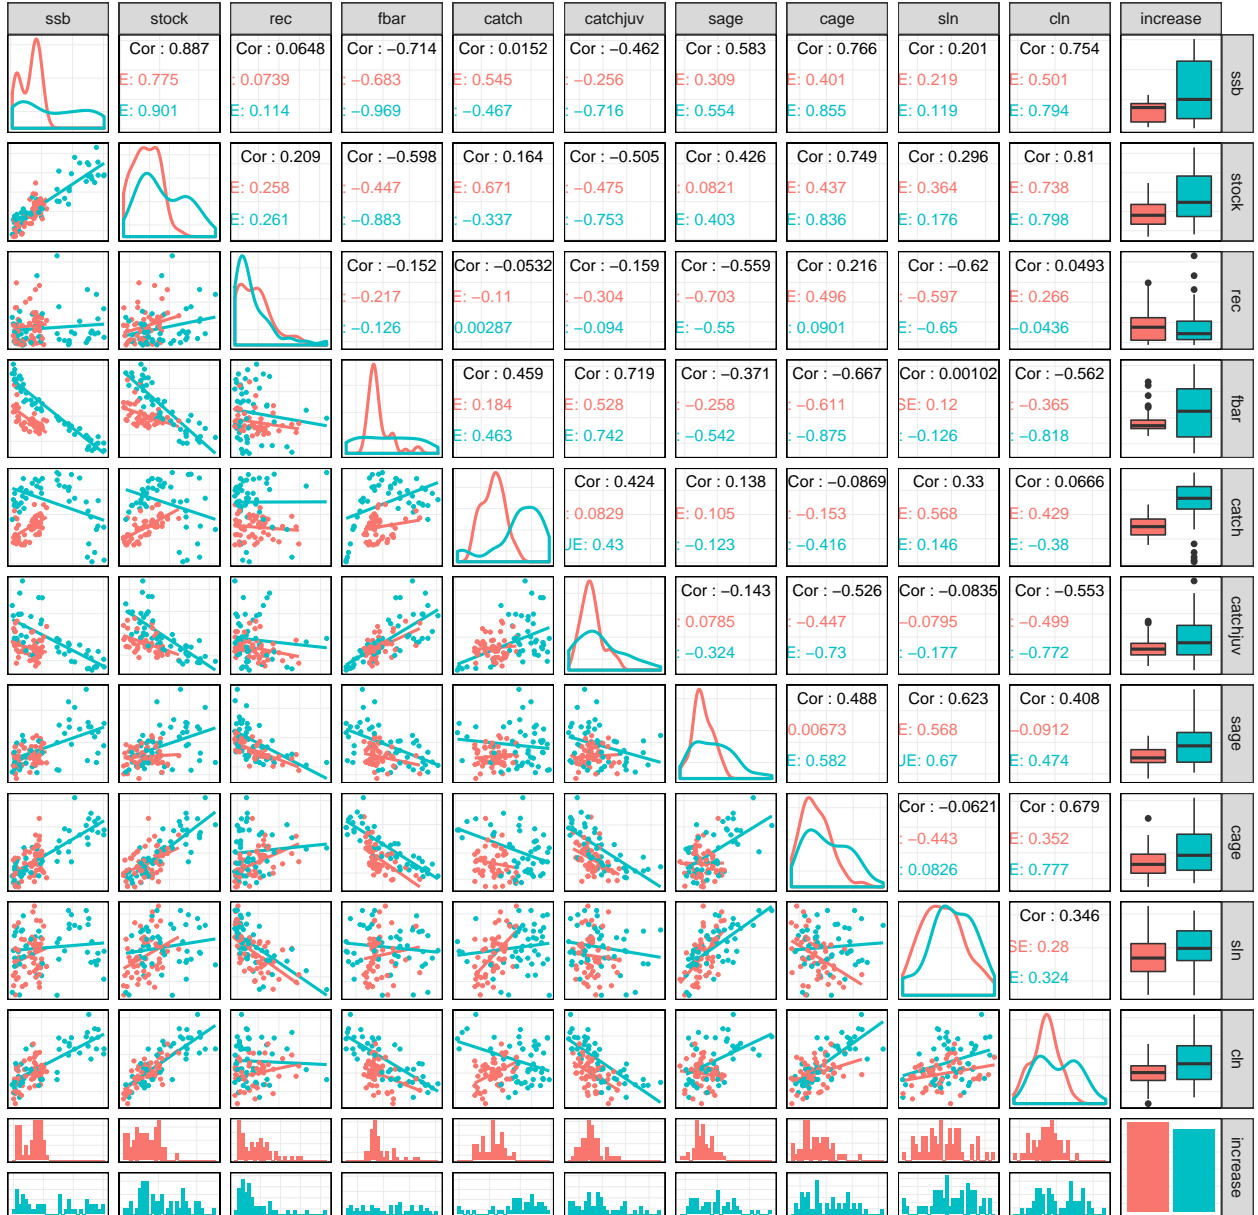 ssb stock rec fbar catch catchjuv sage cage sln cln increase
Cor : 0.887 Cor : 0.0648 Cor : −0.714 Cor : 0.0152 Cor : −0.462 Cor : 0.583 Cor : 0.766 Cor : 0.201 Cor : 0.754
E: 0.775 : 0.0739 : −0.683 E: 0.545 : −0.256 E: 0.309 E: 0.401 E: 0.219 E: 0.501
E: 0.901 E: 0.114 : −0.969 : −0.467 : −0.716 E: 0.554 E: 0.855 E: 0.119 E: 0.794
ssb
Cor : 0.209 Cor : −0.598 Cor : 0.164 Cor : −0.505 Cor : 0.426 Cor : 0.749 Cor : 0.296 Cor : 0.81
E: 0.258 : −0.447 E: 0.671 : −0.475 : 0.0821 E: 0.437 E: 0.364 E: 0.738
E: 0.261 : −0.883 : −0.337 : −0.753 E: 0.403 E: 0.836 E: 0.176 E: 0.798
stock
Cor : −0.152 Cor : −0.0532 Cor : −0.159 Cor : −0.559 Cor : 0.216 Cor : −0.62 Cor : 0.0493
: −0.217 E: −0.11 : −0.304 : −0.703 E: 0.496 : −0.597 E: 0.266
: −0.126 0.00287 : −0.094 E: −0.55 : 0.0901 E: −0.65 −0.0436
rec
Cor : 0.459 Cor : 0.719 Cor : −0.371 Cor : −0.667 Cor : 0.00102 Cor : −0.562
E: 0.184 E: 0.528 : −0.258 : −0.611 SE: 0.12 : −0.365
E: 0.463 E: 0.742 : −0.542 : −0.875 : −0.126 : −0.818
fbar
Cor : 0.424 Cor : 0.138 Cor : −0.0869 Cor : 0.33 Cor : 0.0666
: 0.0829 E: 0.105 : −0.153 E: 0.568 E: 0.429
UE: 0.43 : −0.123 : −0.416 E: 0.146 E: −0.38
catch
Cor : −0.143 Cor : −0.526 Cor : −0.0835 Cor : −0.553
: 0.0785 : −0.447 −0.0795 : −0.499
: −0.324 E: −0.73 : −0.177 : −0.772
catchjuv
Cor : 0.488 Cor : 0.623 Cor : 0.408
0.00673 E: 0.568 −0.0912
E: 0.582 UE: 0.67 E: 0.474
sage
Cor : −0.0621 Cor : 0.679
: −0.443 E: 0.352
: 0.0826 E: 0.777
cage
Cor : 0.346
SE: 0.28
E: 0.324
sln
cln
increase